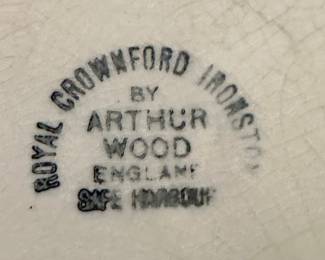 ROYAL CROWNFORD IRONSTO
BY
ARTHUR
WOOD
ENGLAND
SAFE HARBOUR